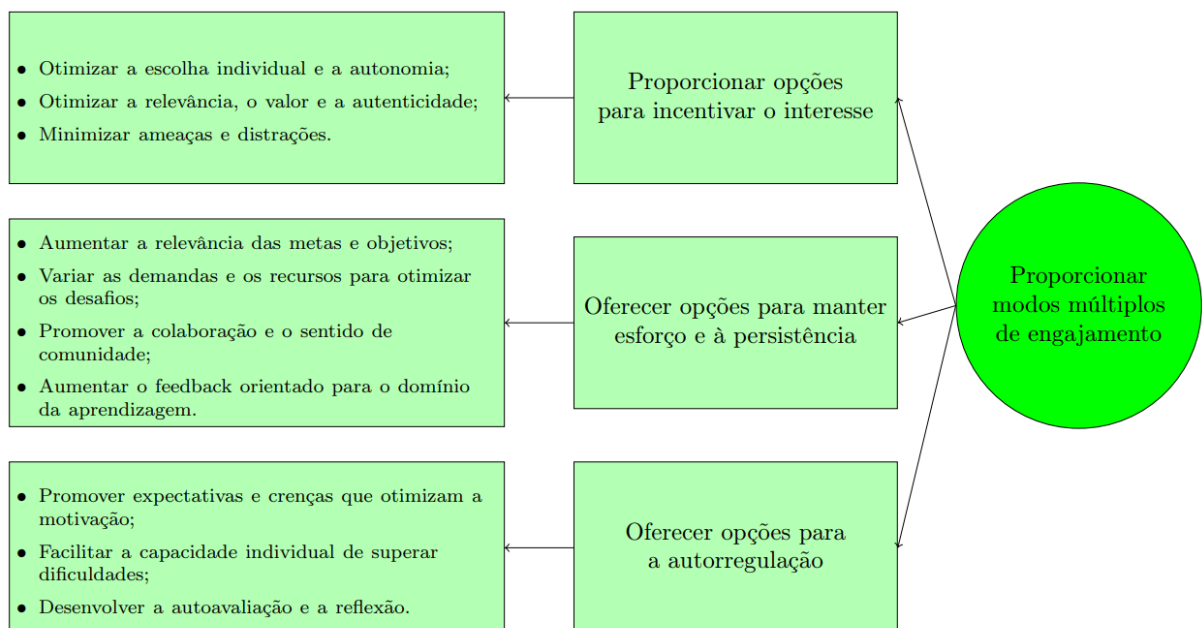 • Otimizar a escolha individual e a autonomia;
• Otimizar a relevância, o valor e a autenticidade;
• Minimizar ameaças e distrações.
Proporcionar opções
para incentivar o interesse
• Aumentar a relevância das metas e objetivos;
• Variar as demandas e os recursos para otimizar
os desafios;
• Promover a colaboração e o sentido de
comunidade;
• Aumentar o feedback orientado para o domínio
da aprendizagem.
Oferecer opções para manter
esforço e à persistência
Proporcionar
modos múltiplos
de engajamento
• Promover expectativas e crenças que otimizam a
motivação;
• Facilitar a capacidade individual de superar
dificuldades;
• Desenvolver a autoavaliação e a reflexão.
Oferecer opções para
a autorregulação